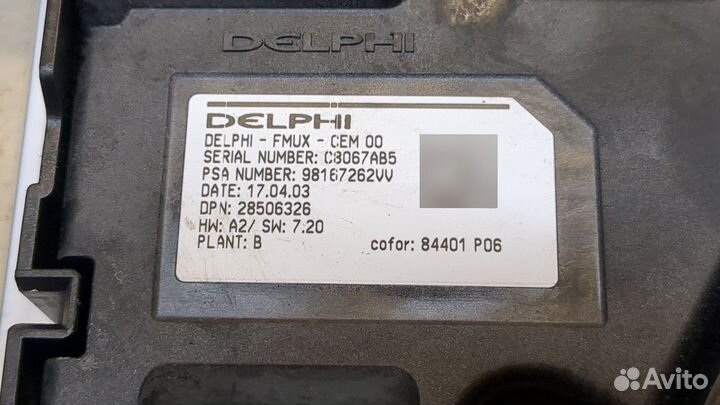 DELPHI
DELPHI
DELPHI - FMUX - CEM 00
SERIAL NUMBER: C8067AB5
PSA NUMBER: 98167262VV
DATE: 17.04.03
DPN: 28506326
HW: A2/ SW: 7.20
PLANT: B
cofor: 84401 P06
Avito